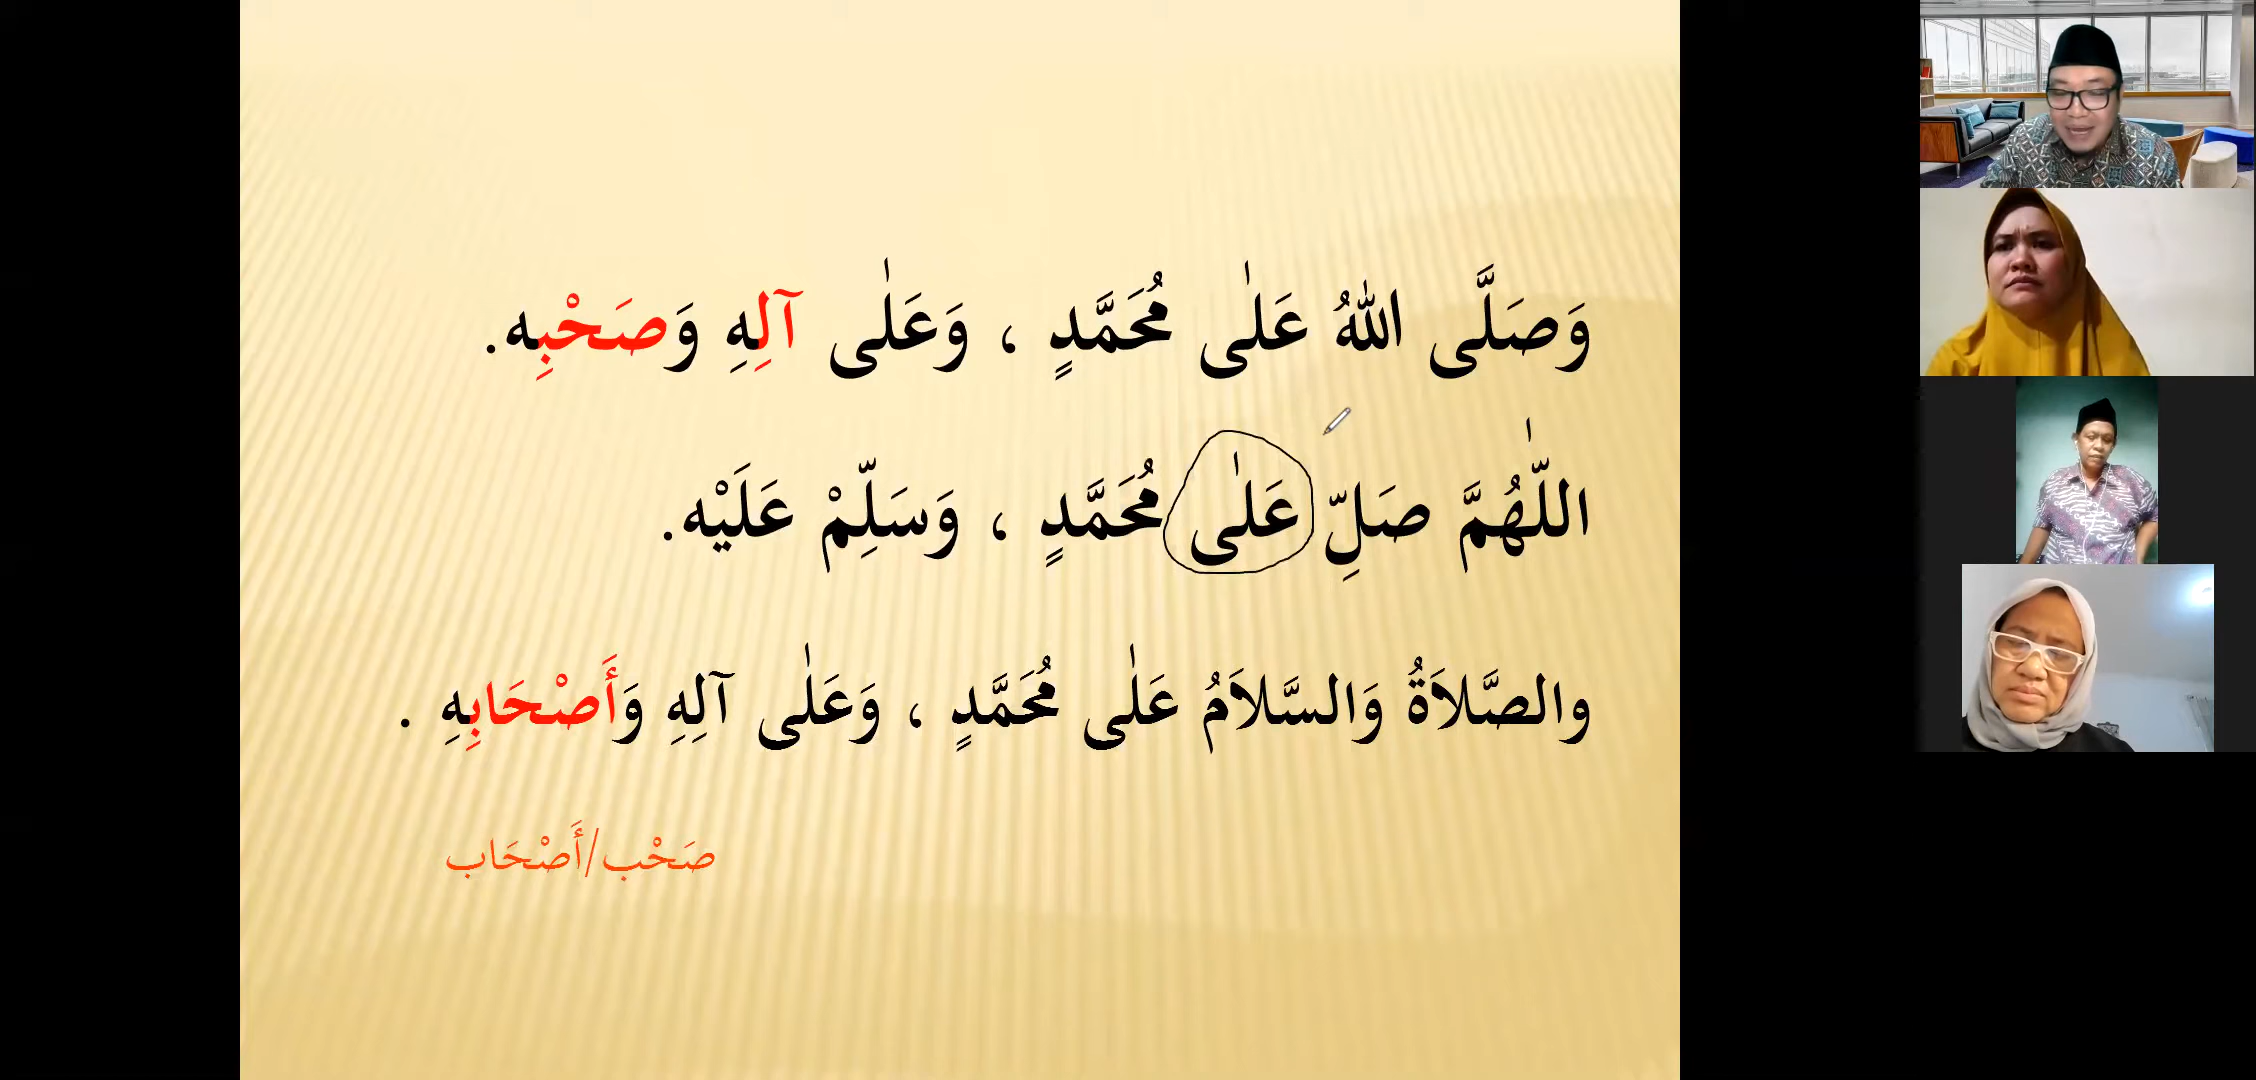 وَصَلَّى اللهُ عَلٰى مُحَمَّدٍ ، وَعَلٰى آلِهِ وَصَحْبِه.
اللّٰهُمَّ صَلِّ عَلٰى مُحَمَّدٍ ، وَسَلِّمْ عَلَيْه.
والصَّلاَةُ وَالسَّلاَمُ عَلٰى مُحَمَّدٍ ، وَعَلٰى آلِهِ وَأَصْحَابِهِ .
صَحْب/أَصْحَاب